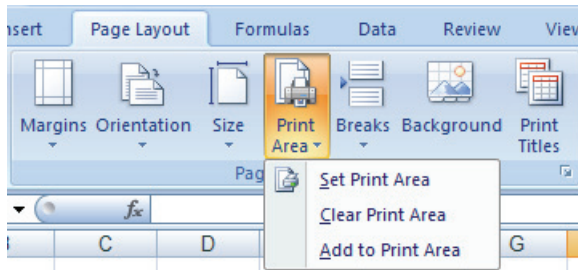 nsert Page Layout Formulas Data Review Vie
Margins Orientation Size Print Area Breaks Background Print Titles
Pag
Set Print Area
Clear Print Area
Add to Print Area
fx
C D G